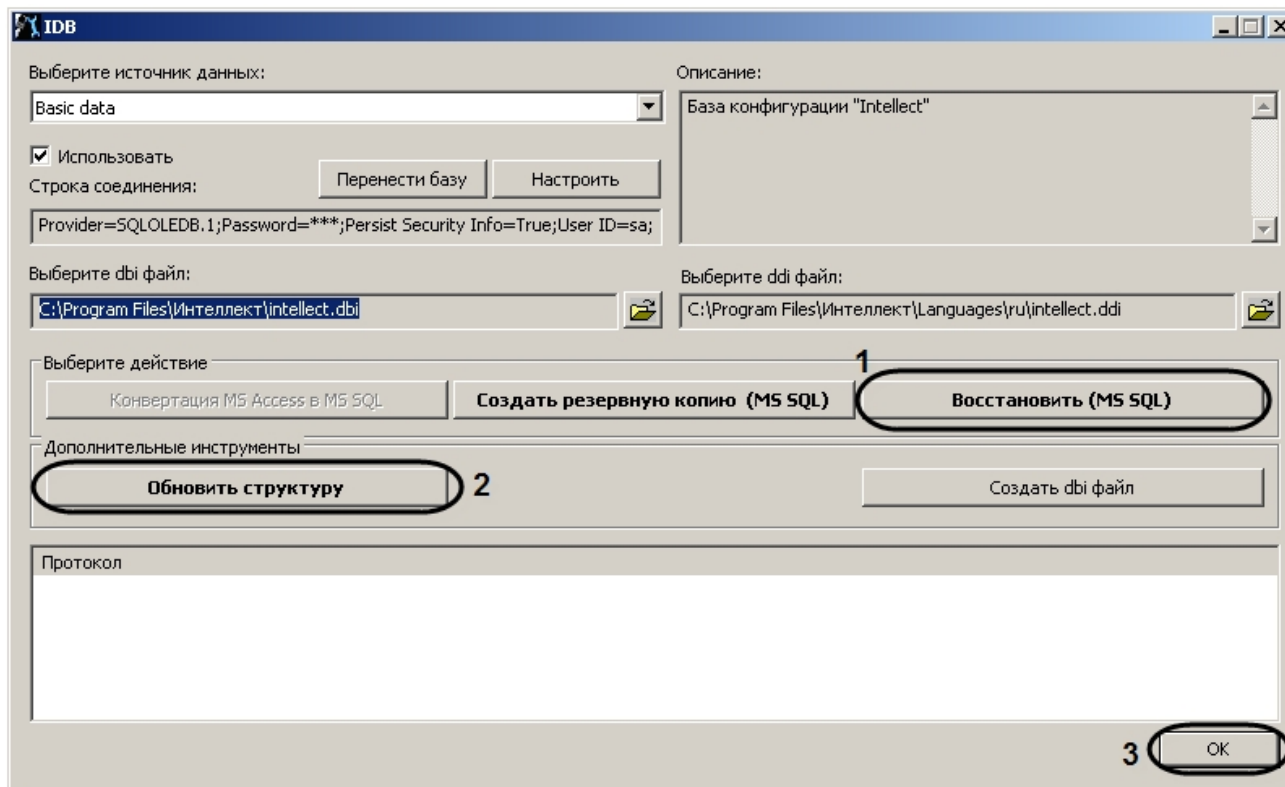 IDB
Выберите источник данных:
Basic data
Использовать
Строка соединения:
Перенести базу
Настроить
Provider=SQLOLEDB.1;Password=***;Persist Security Info=True;User ID=sa;
Описание:
База конфигурации "Intellect"
Выберите dbi файл:
C:\Program Files\Интеллект\intellect.dbi
Выберите ddi файл:
C:\Program Files\Интеллект\Languages\ru\intellect.ddi
Выберите действие
1
Конвертация MS Access в MS SQL
Создать резервную копию (MS SQL)
Восстановить (MS SQL)
Дополнительные инструменты
Обновить структуру
2
Создать dbi файл
Протокол
3
OK